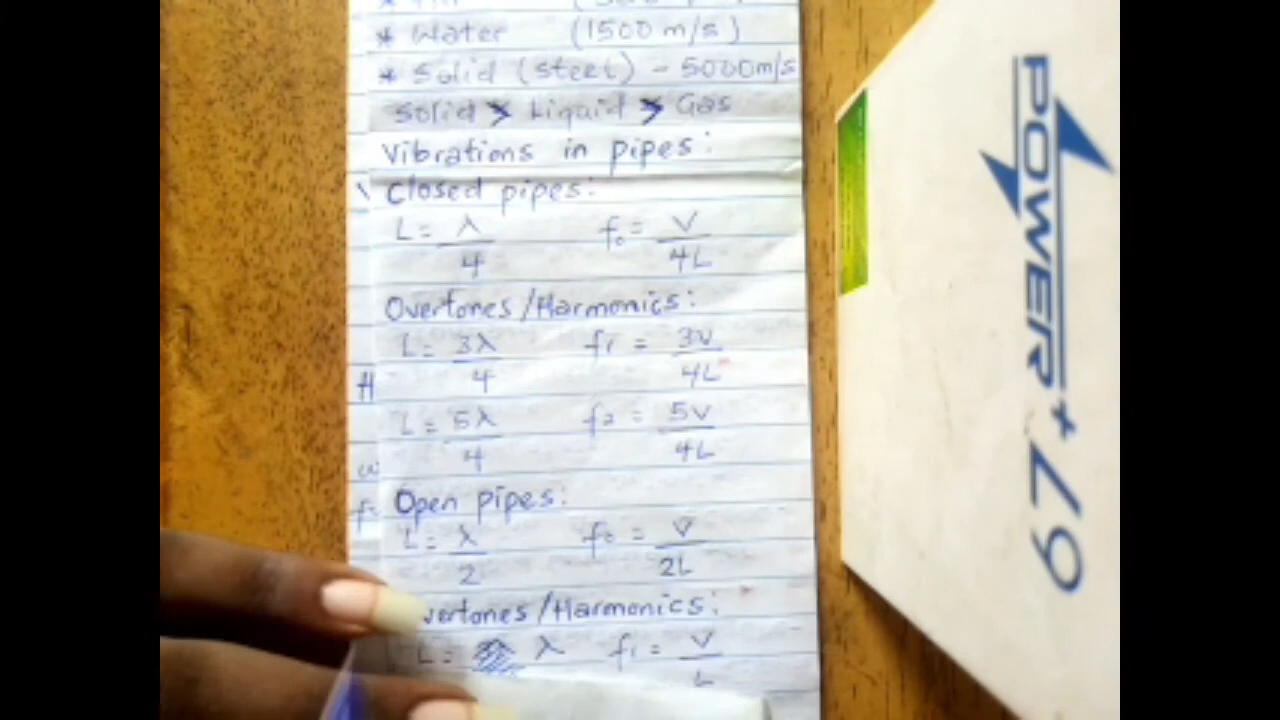 * Water (1500 m/s)
* Solid (steel) - 5000m/s
Solid > Liquid > Gas
Vibrations in pipes:
Closed pipes:
L = λ/4 f₀ = V/4L
Overtones/Harmonics:
L = 3λ/4 f₁ = 3V/4L
L = 5λ/4 f₂ = 5V/4L
Open pipes:
L = λ/2 f₀ = V/2L
vertones/Harmonics:
L = λ f₁ = V/L
POWER+ L9